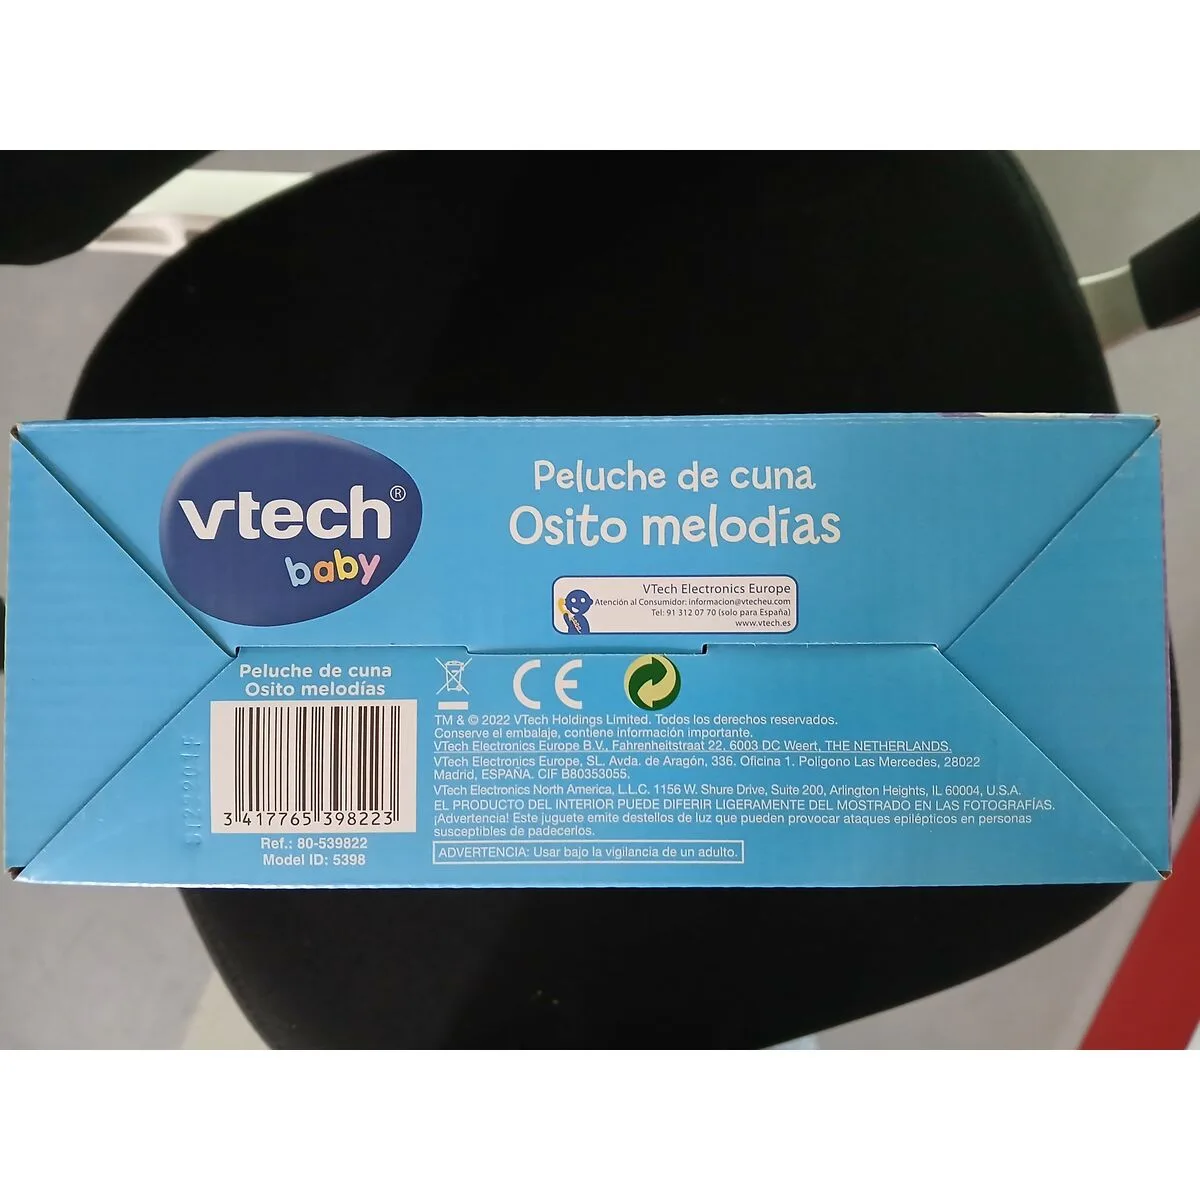 vtech®
baby
Peluche de cuna
Osito melodías
VTech Electronics Europe
Atención al Consumidor: informacion@vtecheu.com
Tel: 91 312 07 70 (solo para España)
www.vtech.es
Peluche de cuna
Osito melodías
3 417765 398223
Ref.: 80-539822
Model ID: 5398
CE
TM & © 2022 VTech Holdings Limited. Todos los derechos reservados.
Conserve el embalaje, contiene información importante.
VTech Electronics Europe B.V., Fahrenheitstraat 22, 6003 DC Weert, THE NETHERLANDS.
VTech Electronics Europe, SL. Avda. de Aragón, 336. Oficina 1. Polígono Las Mercedes, 28022
Madrid, ESPAÑA. CIF B80353055.
VTech Electronics North America, L.L.C. 1156 W. Shure Drive, Suite 200, Arlington Heights, IL 60004, U.S.A.
EL PRODUCTO DEL INTERIOR PUEDE DIFERIR LIGERAMENTE DEL MOSTRADO EN LAS FOTOGRAFÍAS.
¡Advertencia! Este juguete emite destellos de luz que pueden provocar ataques epilépticos en personas
susceptibles de padecerlos.
ADVERTENCIA: Usar bajo la vigilancia de un adulto.